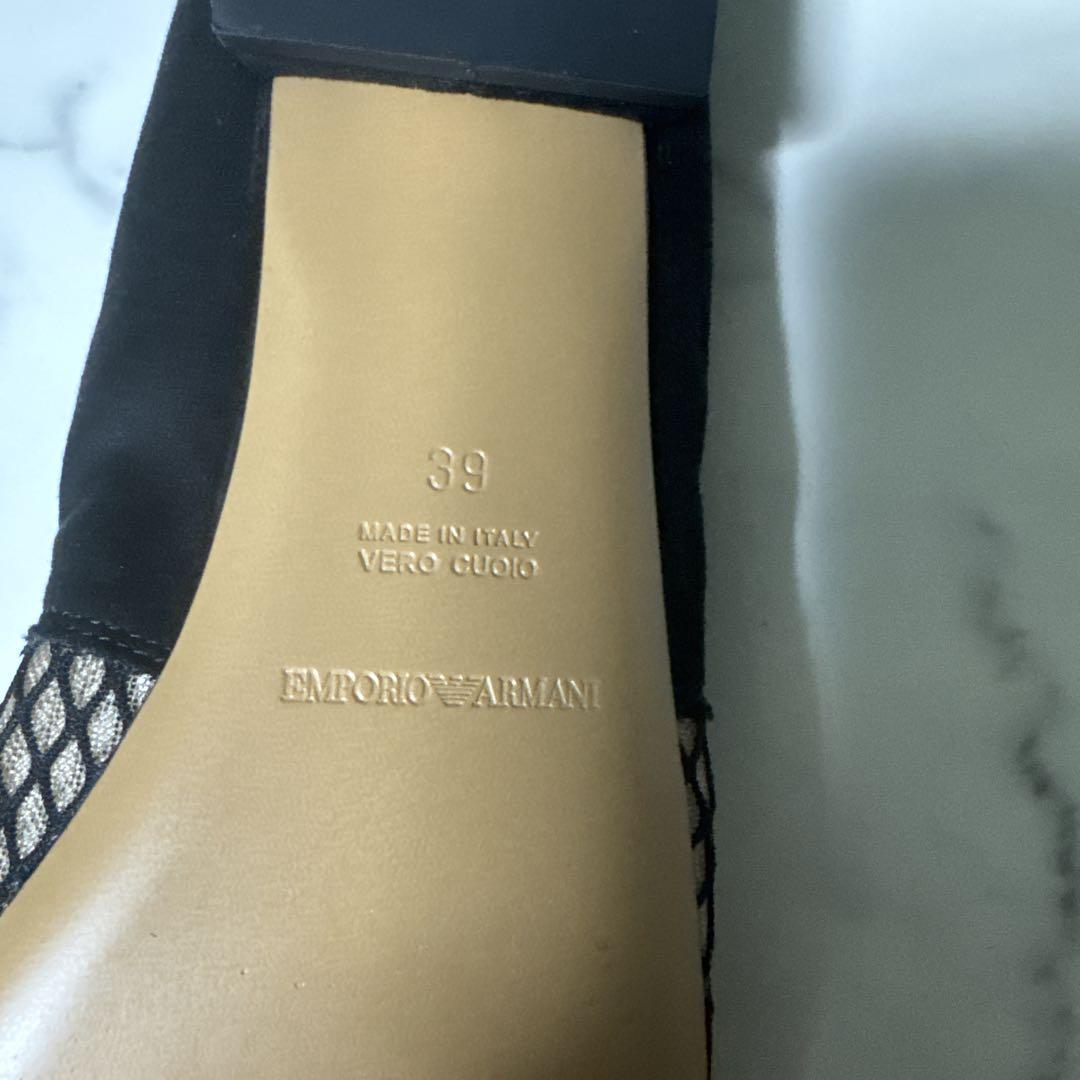 39
MADE IN ITALY
VERO CUOIO
EMPORIO ARMANI